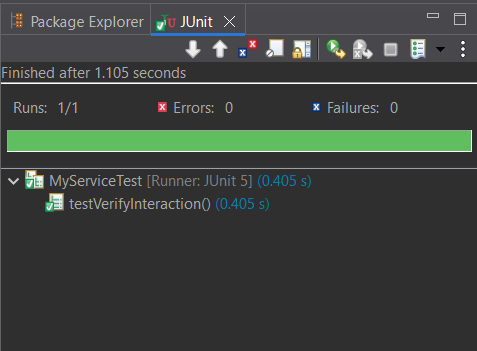 Package Explorer JUnit
Finished after 1.105 seconds
Runs: 1/1 Errors: 0 Failures: 0
MyServiceTest [Runner: JUnit 5] (0.405 s)
testVerifyInteraction() (0.405 s)